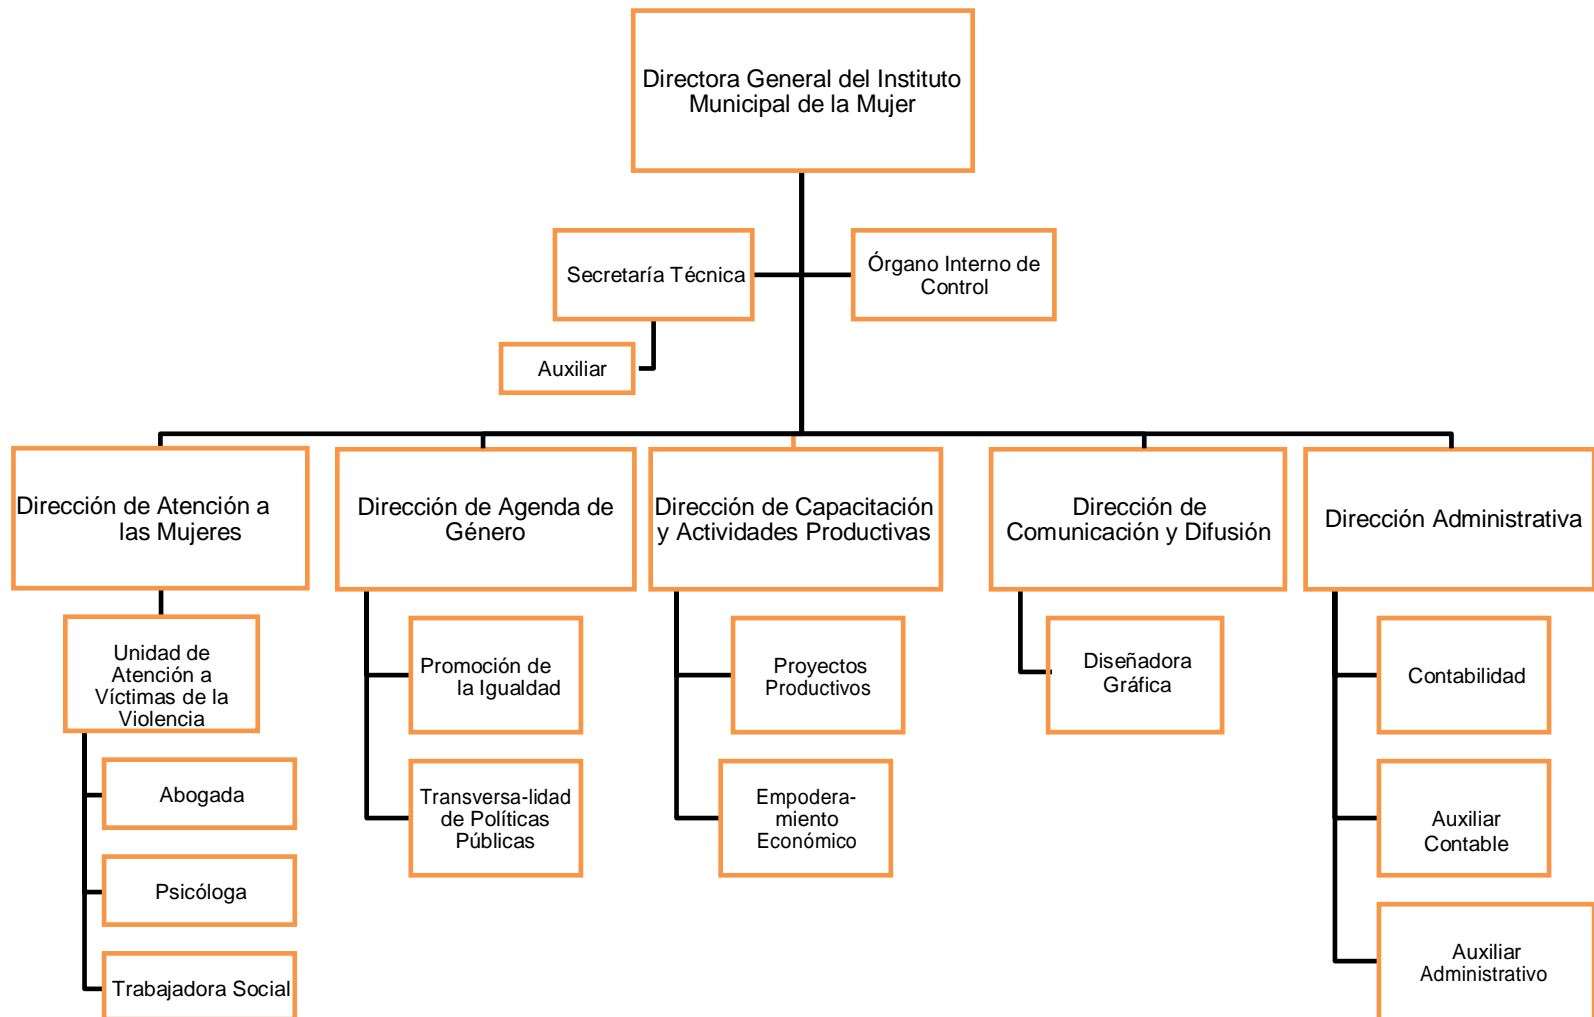 Directora General del Instituto
Municipal de la Mujer
Secretaría Técnica
Órgano Interno de
Control
Auxiliar
Dirección de Atención a
las Mujeres
Dirección de Agenda de
Género
Dirección de Capacitación
y Actividades Productivas
Dirección de
Comunicación y Difusión
Dirección Administrativa
Unidad de
Atención a
Víctimas de la
Violencia
Promoción de
la Igualdad
Proyectos
Productivos
Diseñadora
Gráfica
Contabilidad
Abogada
Transversa-lidad
de Políticas
Públicas
Empodera-
miento
Económico
Auxiliar
Contable
Psicóloga
Auxiliar
Administrativo
Trabajadora Social